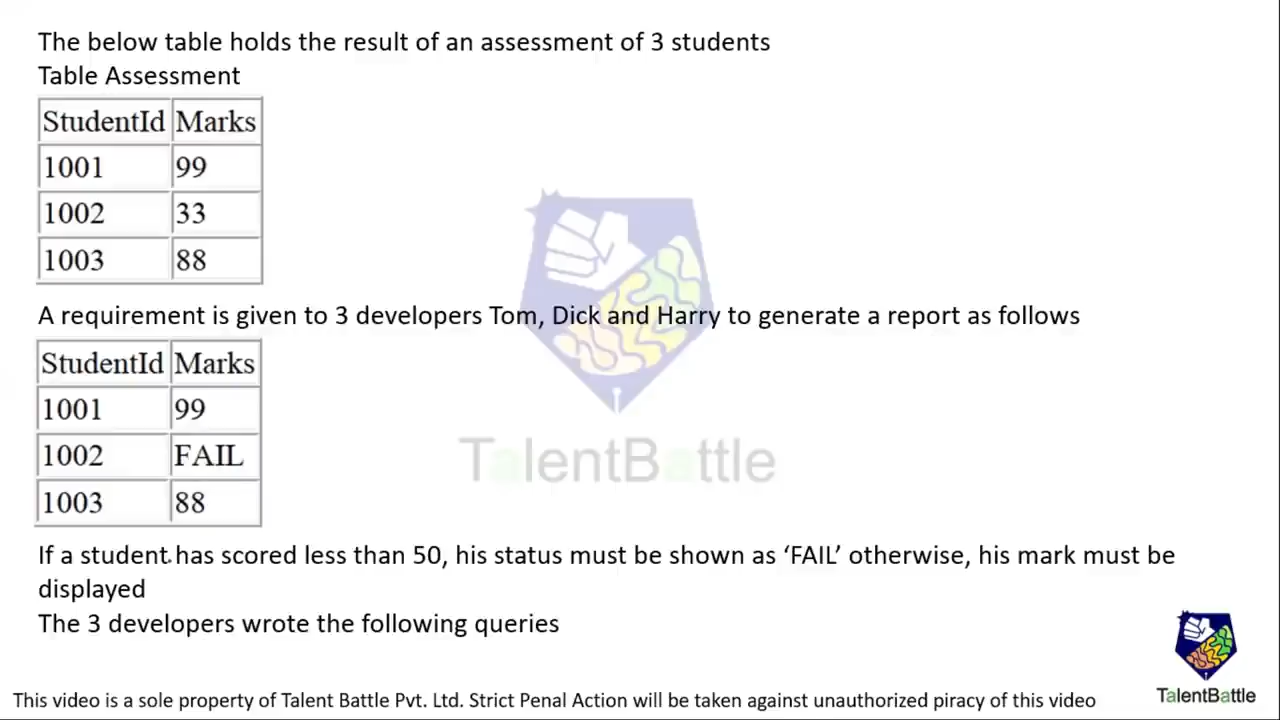 The below table holds the result of an assessment of 3 students
Table Assessment
StudentId Marks
1001 99
1002 33
1003 88
A requirement is given to 3 developers Tom, Dick and Harry to generate a report as follows
StudentId Marks
1001 99
1002 FAIL
1003 88
TalentBattle
If a student has scored less than 50, his status must be shown as ‘FAIL’ otherwise, his mark must be
displayed
The 3 developers wrote the following queries
TalentBattle
This video is a sole property of Talent Battle Pvt. Ltd. Strict Penal Action will be taken against unauthorized piracy of this video